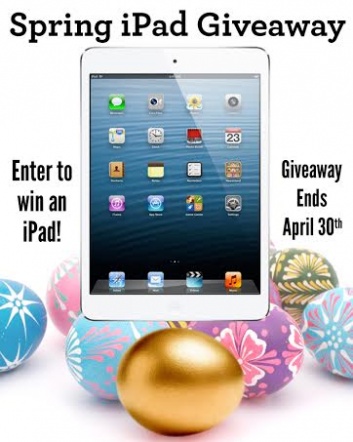 Spring iPad Giveaway
Enter to
win an
iPad!
Giveaway
Ends
April 30th